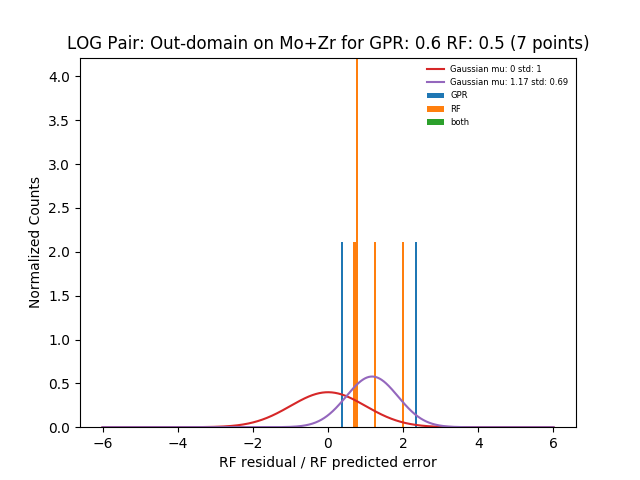 LOG Pair: Out-domain on Mo+Zr for GPR: 0.6 RF: 0.5 (7 points)
Gaussian mu: 0 std: 1
Gaussian mu: 1.17 std: 0.69
GPR
RF
both
Normalized Counts
4.0
3.5
3.0
2.5
2.0
1.5
1.0
0.5
0.0
−6 −4 −2 0 2 4 6
RF residual / RF predicted error